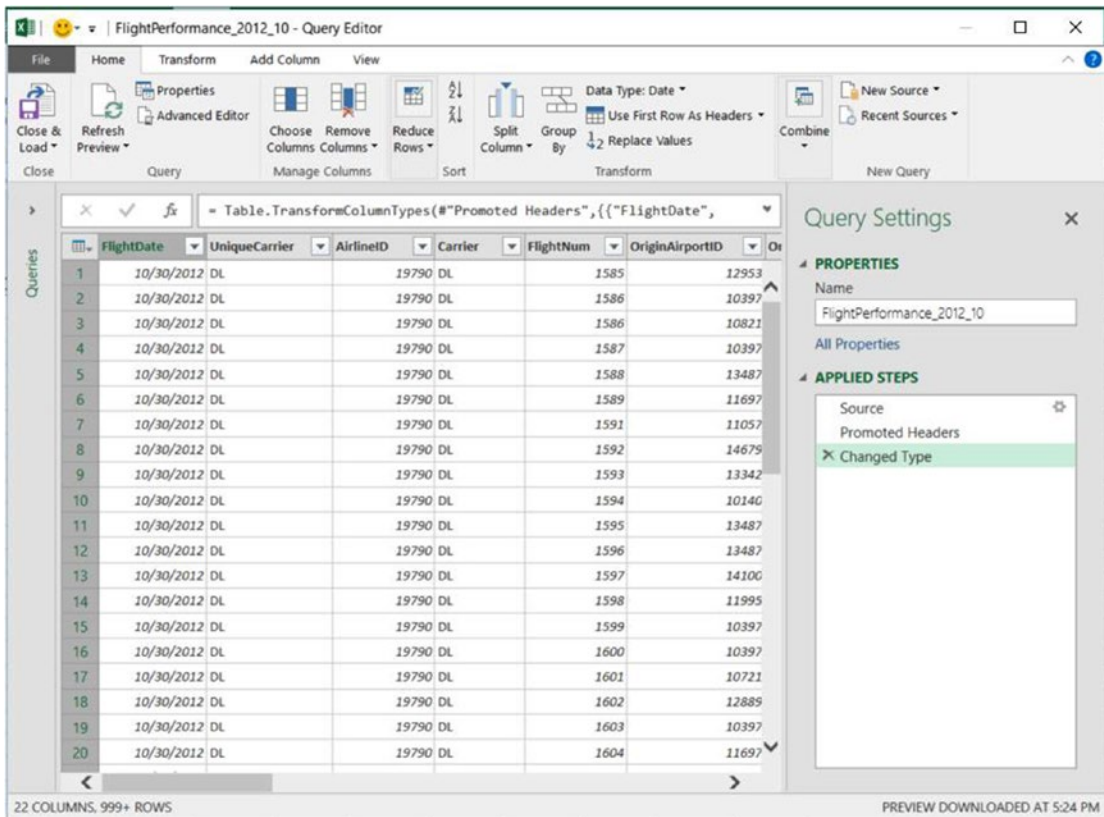 FlightPerformance_2012_10 - Query Editor
File Home Transform Add Column View
Close & Load
Refresh Preview
Properties
Advanced Editor
Choose Columns
Remove Columns
Reduce Rows
Split Column
Group By
Data Type: Date
Use First Row As Headers
Replace Values
Combine
New Source
Recent Sources
Close Query Manage Columns Sort Transform New Query
Queries
fx = Table.TransformColumnTypes(#"Promoted Headers",{{"FlightDate",
FlightDate UniqueCarrier AirlineID Carrier FlightNum OriginAirportID Or
1 10/30/2012 DL 19790 DL 1585 12953
2 10/30/2012 DL 19790 DL 1586 10397
3 10/30/2012 DL 19790 DL 1586 10821
4 10/30/2012 DL 19790 DL 1587 10397
5 10/30/2012 DL 19790 DL 1588 13487
6 10/30/2012 DL 19790 DL 1589 11697
7 10/30/2012 DL 19790 DL 1591 11057
8 10/30/2012 DL 19790 DL 1592 14679
9 10/30/2012 DL 19790 DL 1593 13342
10 10/30/2012 DL 19790 DL 1594 10140
11 10/30/2012 DL 19790 DL 1595 13487
12 10/30/2012 DL 19790 DL 1596 13487
13 10/30/2012 DL 19790 DL 1597 14100
14 10/30/2012 DL 19790 DL 1598 11995
15 10/30/2012 DL 19790 DL 1599 10397
16 10/30/2012 DL 19790 DL 1600 10397
17 10/30/2012 DL 19790 DL 1601 10721
18 10/30/2012 DL 19790 DL 1602 12889
19 10/30/2012 DL 19790 DL 1603 10397
20 10/30/2012 DL 19790 DL 1604 11697
Query Settings
PROPERTIES
Name
FlightPerformance_2012_10
All Properties
APPLIED STEPS
Source
Promoted Headers
Changed Type
22 COLUMNS, 999+ ROWS
PREVIEW DOWNLOADED AT 5:24 PM